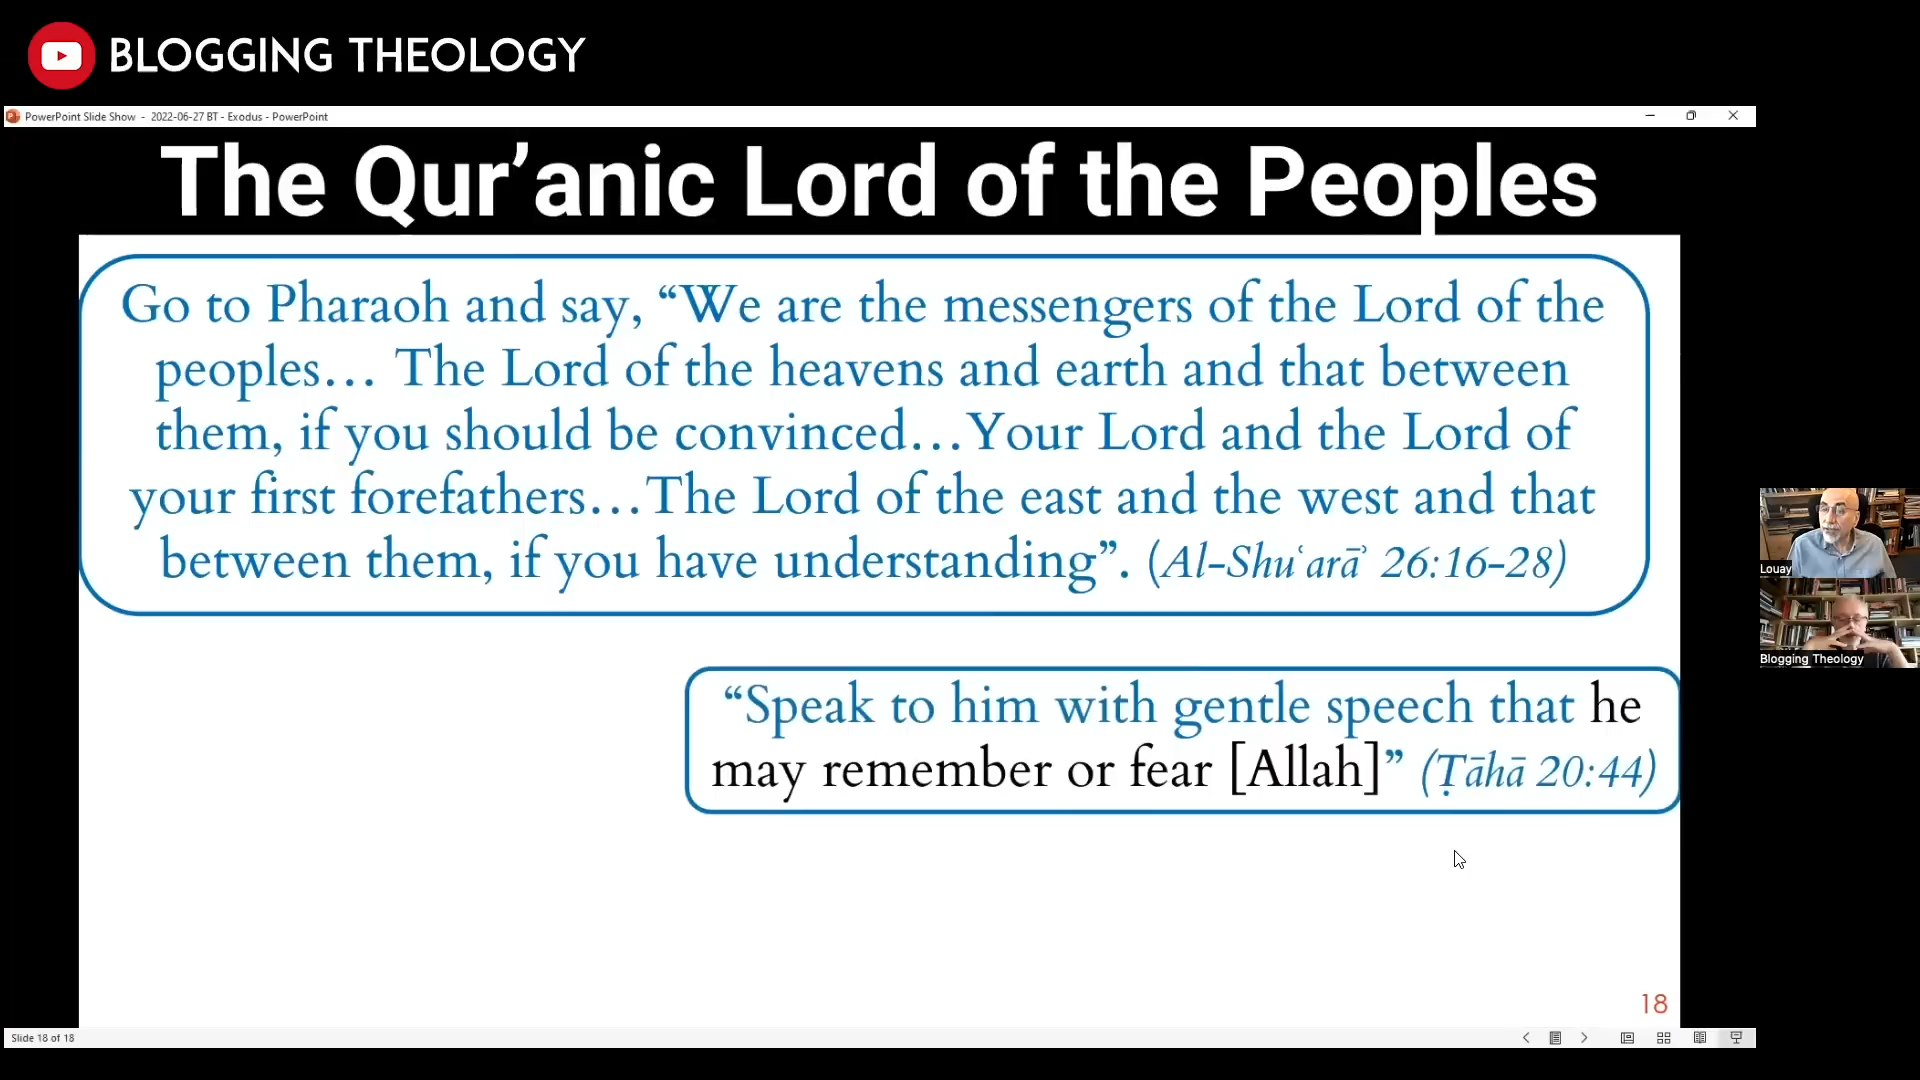 BLOGGING THEOLOGY
PowerPoint Slide Show - 2022-06-27 BT - Exodus - PowerPoint
The Qur’anic Lord of the Peoples
Go to Pharaoh and say, “We are the messengers of the Lord of the
peoples… The Lord of the heavens and earth and that between
them, if you should be convinced…Your Lord and the Lord of
your first forefathers…The Lord of the east and the west and that
between them, if you have understanding”. (Al-Shuʿarāʾ 26:16-28)
“Speak to him with gentle speech that he
may remember or fear [Allah]” (Ṭāhā 20:44)
Louay
Blogging Theology
18
Slide 18 of 18